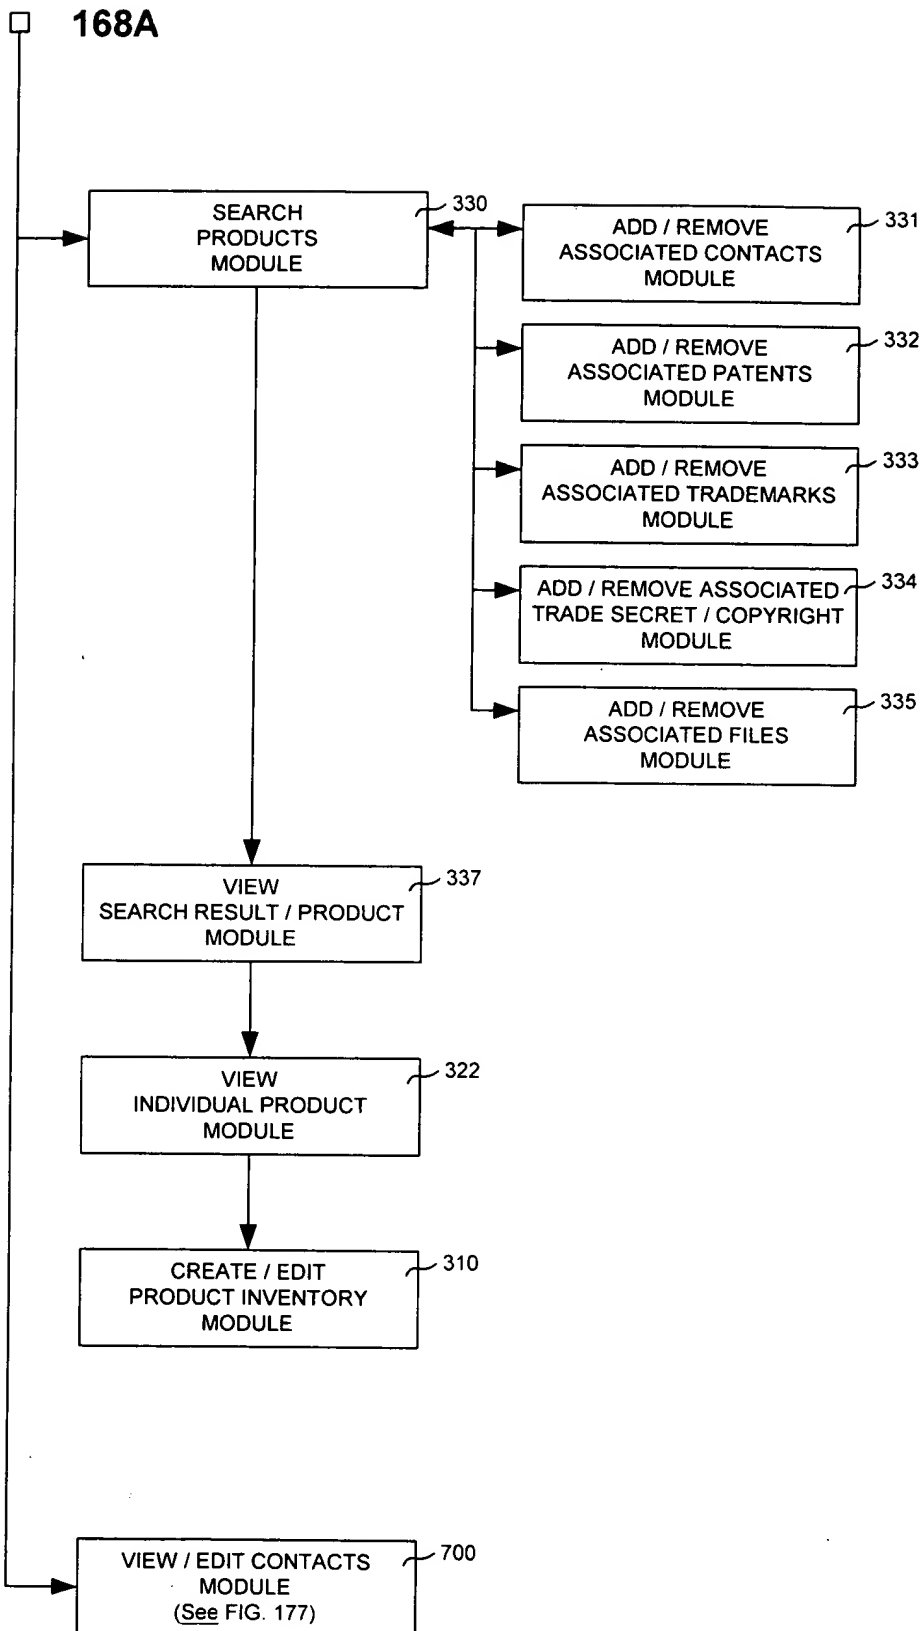 168A
SEARCH
PRODUCTS
MODULE
330
ADD / REMOVE
ASSOCIATED CONTACTS
MODULE
331
ADD / REMOVE
ASSOCIATED PATENTS
MODULE
332
ADD / REMOVE
ASSOCIATED TRADEMARKS
MODULE
333
ADD / REMOVE ASSOCIATED
TRADE SECRET / COPYRIGHT
MODULE
334
ADD / REMOVE
ASSOCIATED FILES
MODULE
335
VIEW
SEARCH RESULT / PRODUCT
MODULE
337
VIEW
INDIVIDUAL PRODUCT
MODULE
322
CREATE / EDIT
PRODUCT INVENTORY
MODULE
310
VIEW / EDIT CONTACTS
MODULE
(See FIG. 177)
700